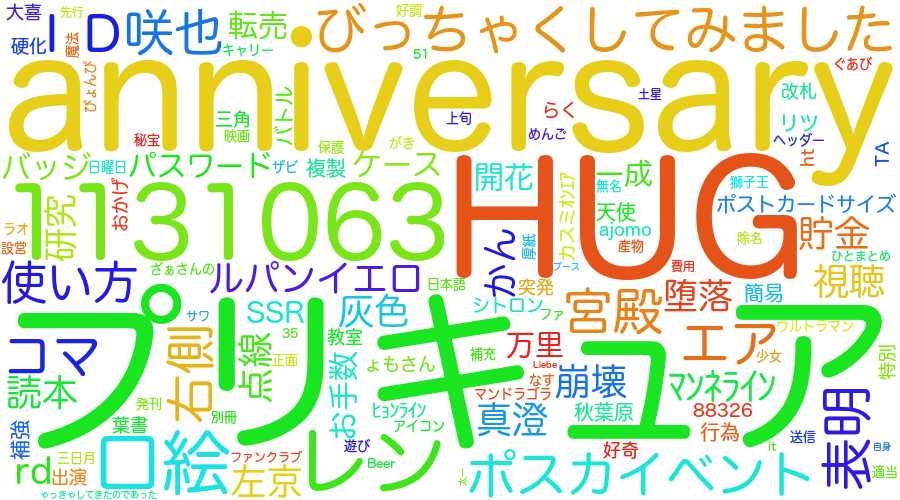 大喜
ID
咲也
転売
好調
先行
びっちゃくしてみました
硬化
魔法
キャリー
51
anniversary
ぴょんぴ
三角
映画
バトル
上旬
土星
らく
めんご
ぐあび
改札
リツ
ヘッダー
ht
TA
秘宝
保護
がき
バッジ
日曜日
パスワード
ザビ
複製
ケース
開花
一成
無名
獅子王
1131063
HUG
研究
おかげ
ラオ
設営
かん
厚紙
カスミオンエア
天使
ajomo
産物
ポストカードサイズ
除名
貯金
ひとまとめ
使い方
ざぁさんの
ルパンイエロ
日本語
突発
ブース
費用
堕落
簡易
視聴
プリキュア
サワ
SSR
灰色
シトロン
ファ
宮殿
エア
ウルトラマン
少女
コマ
右側
点線
35
正面
教室
お手数
ょもさん
補充
万里
Liebe
特別
読本
発刊
別冊
ﾋｮﾝﾗｲﾝ
アイコン
なす
マンドラゴラ
崩壊
マンネライン
88326
補強
葉書
遊び
真澄
秋葉原
好奇
行為
表明
rd
三日月
出演
口絵
ファンクラブ
左京
レン
Beer
ポスカイベント
it
送信
自身
適当
ゃっきゃしてきたのであった